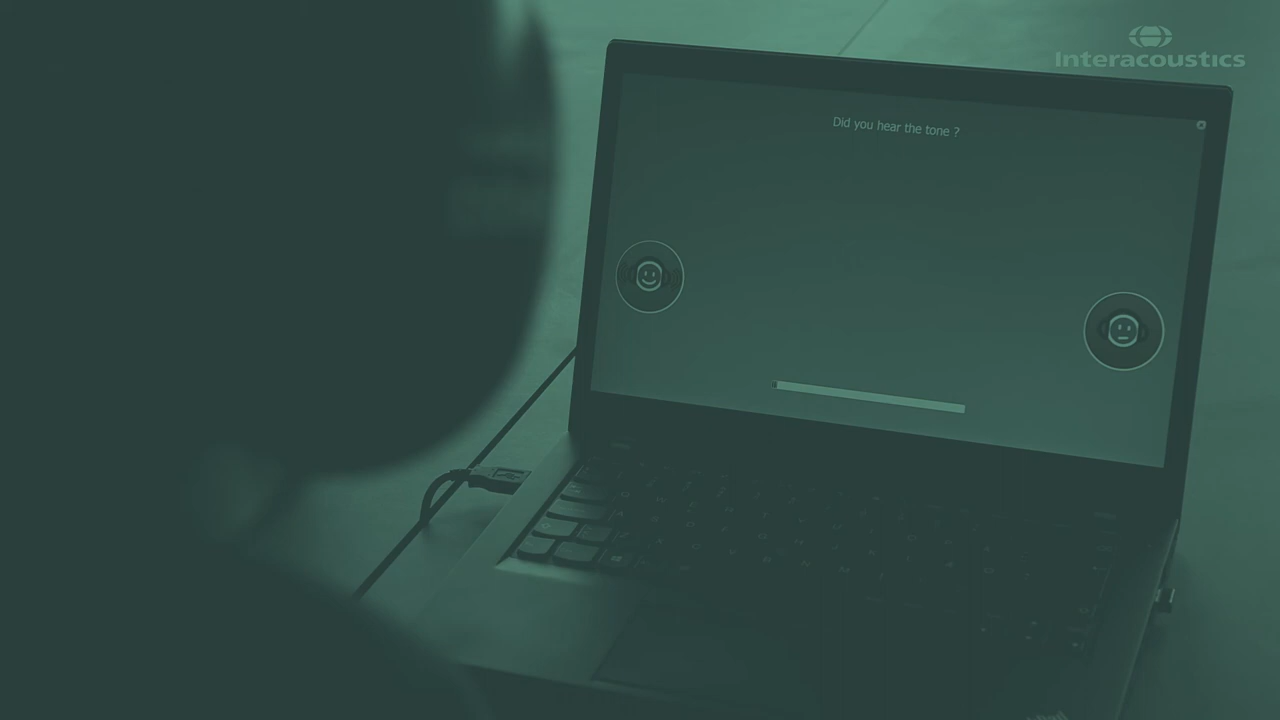 Interacoustics
Did you hear the tone ?